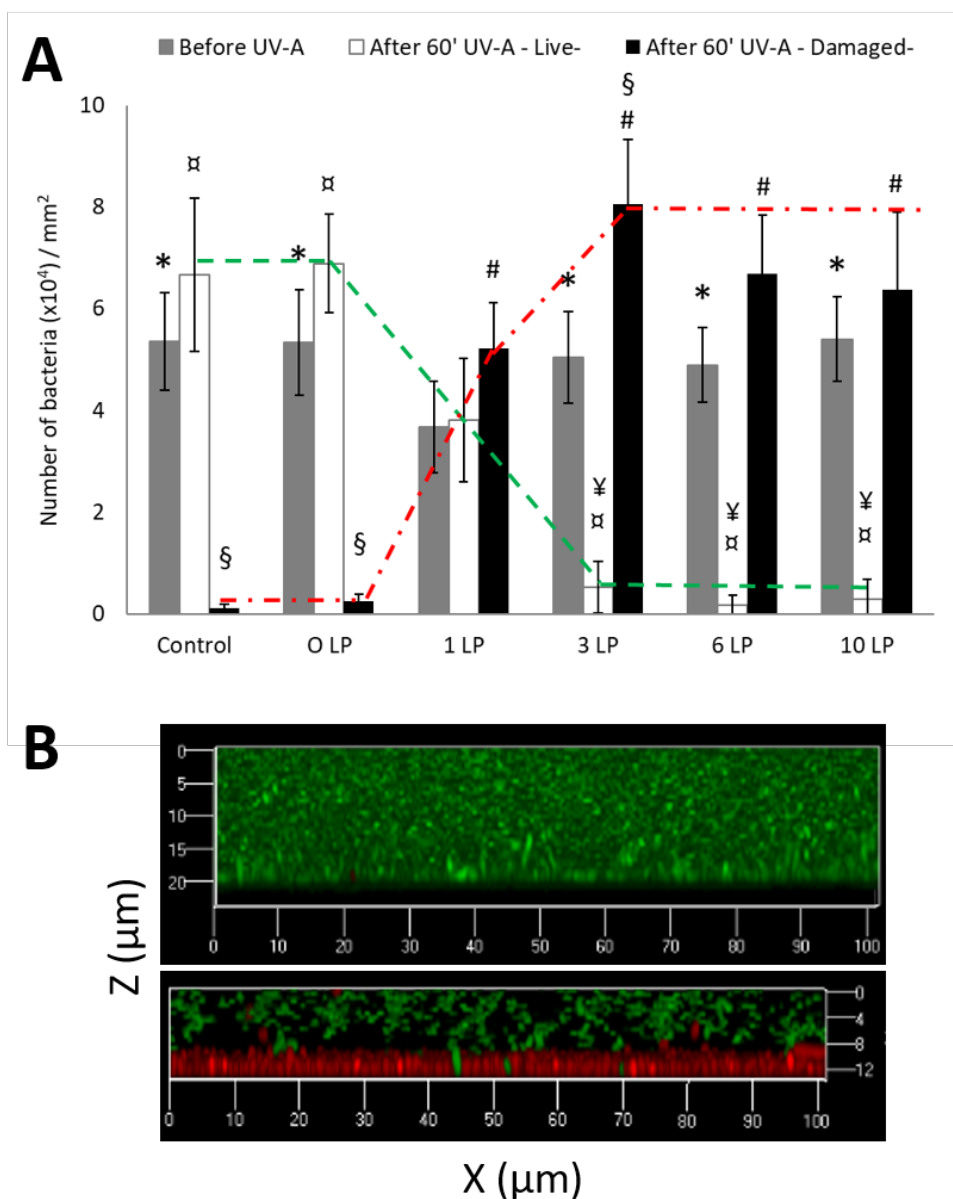 A
Before UV-A After 60' UV-A - Live- After 60' UV-A - Damaged-
Number of bacteria (x10⁴) / mm²
10
8
6
4
2
0
* ¤ §
* ¤ §
#
* ¥ ¤ § #
* ¥ ¤ #
* ¥ ¤ #
Control O LP 1 LP 3 LP 6 LP 10 LP
B
Z (µm)
0
5
10
15
20
0 10 20 30 40 50 60 70 80 90 100
0
4
8
12
0 10 20 30 40 50 60 70 80 90 100
X (µm)